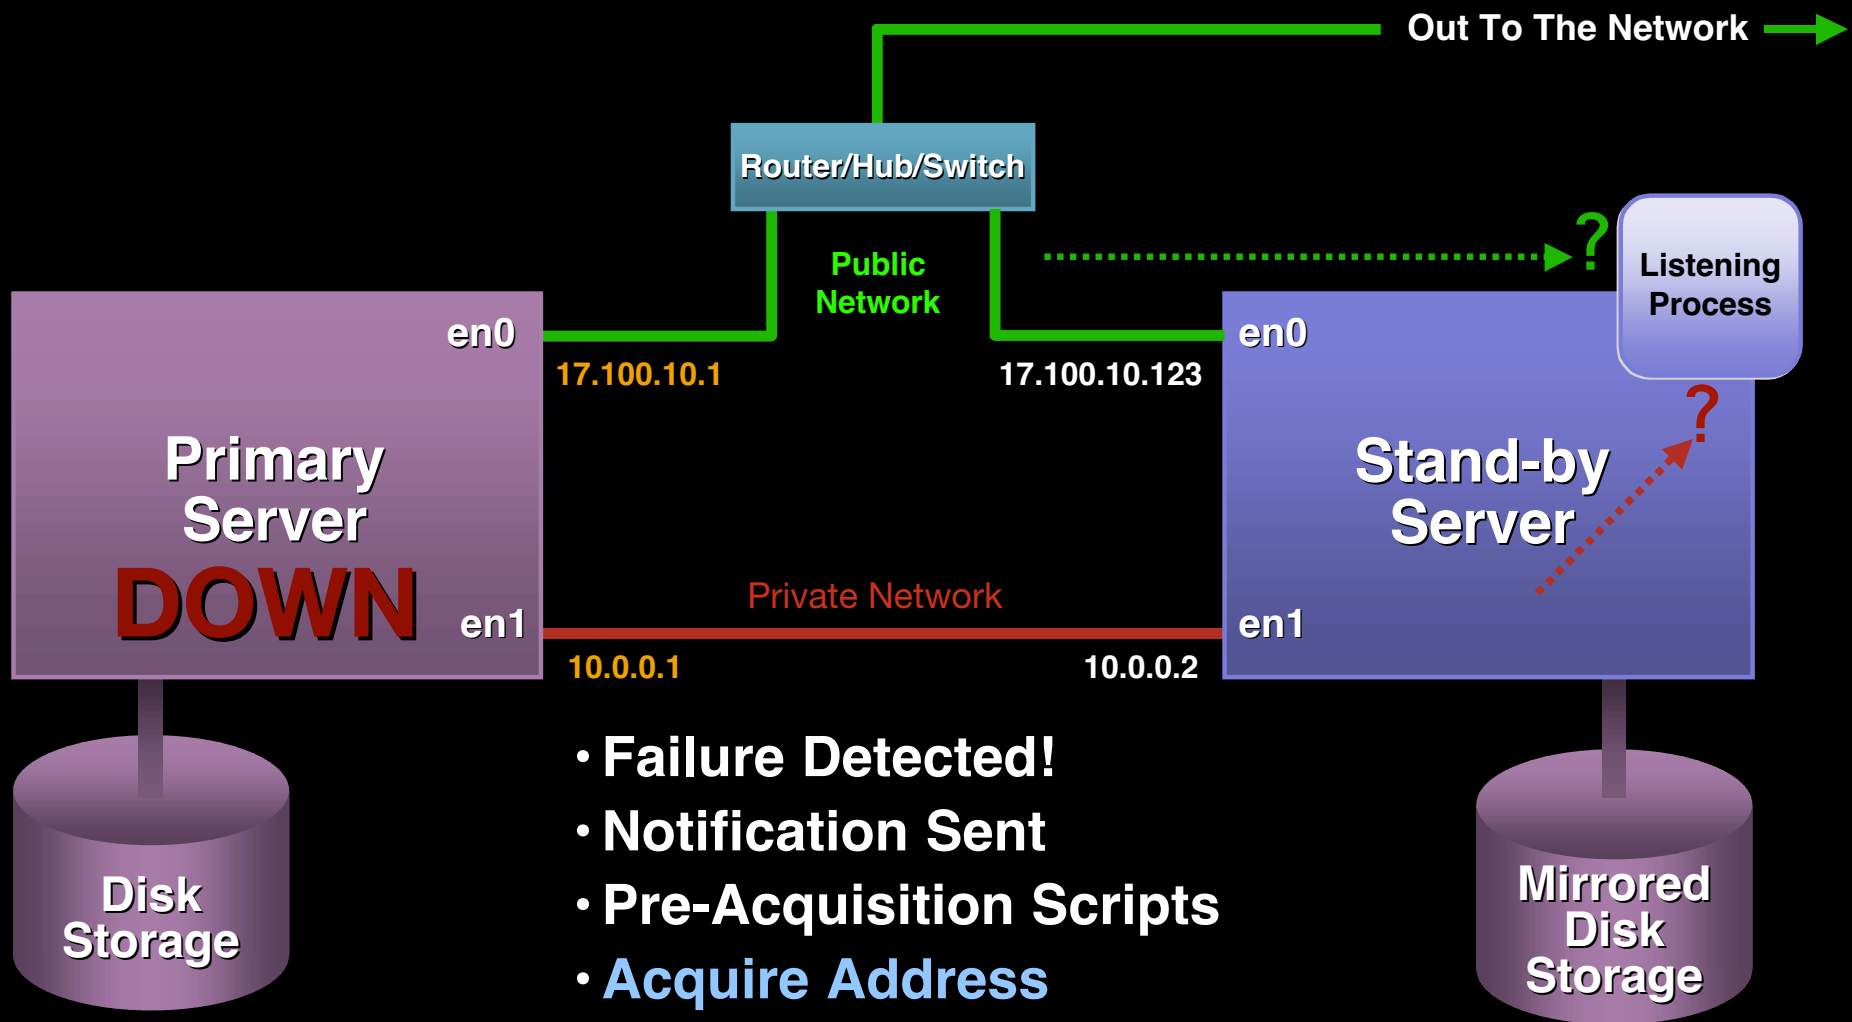 Out To The Network
Router/Hub/Switch
Public
Network
?
Listening
Process
en0
17.100.10.1
17.100.10.123
en0
?
Primary
Server
DOWN
Stand-by
Server
Private Network
en1
10.0.0.1
10.0.0.2
en1
• Failure Detected!
• Notification Sent
• Pre-Acquisition Scripts
• Acquire Address
Disk
Storage
Mirrored
Disk
Storage